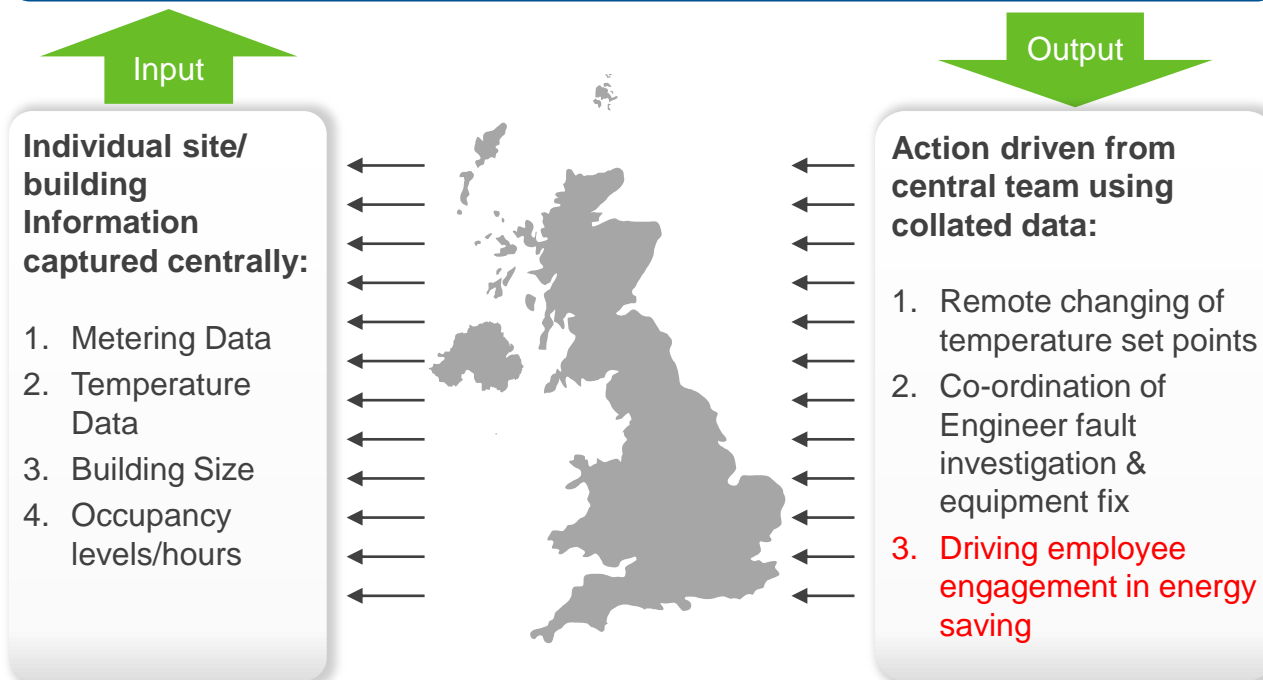 Input
Output
Individual site/
building
Information
captured centrally:
1. Metering Data
2. Temperature
Data
3. Building Size
4. Occupancy
levels/hours
Action driven from
central team using
collated data:
1. Remote changing of
temperature set points
2. Co-ordination of
Engineer fault
investigation &
equipment fix
3. Driving employee
engagement in energy
saving